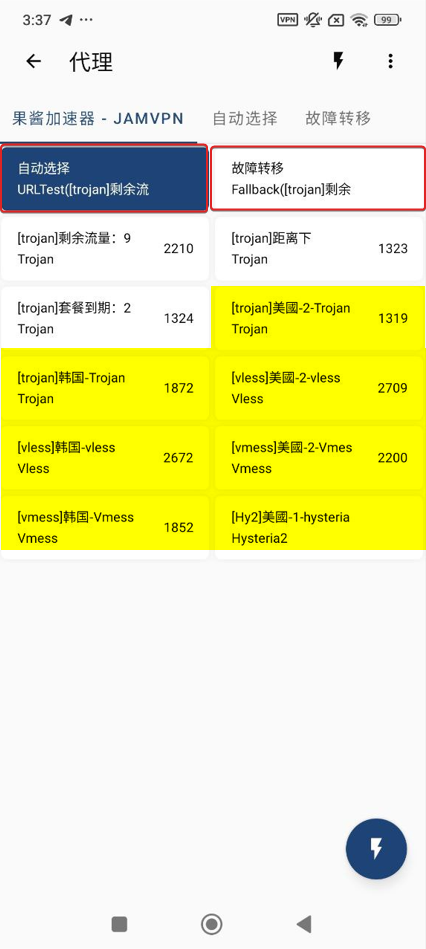 3:37 ··· VPN 99
代理
果酱加速器 - JAMVPN 自动选择 故障转移
自动选择
URLTest([trojan]剩余流
故障转移
Fallback([trojan]剩余
[trojan]剩余流量：9
Trojan
2210
[trojan]距离下
Trojan
1323
[trojan]套餐到期：2
Trojan
1324
[trojan]美國-2-Trojan
Trojan
1319
[trojan]韩国-Trojan
Trojan
1872
[vless]美國-2-vless
Vless
2709
[vless]韩国-vless
Vless
2672
[vmess]美國-2-Vmes
Vmess
2200
[vmess]韩国-Vmess
Vmess
1852
[Hy2]美國-1-hysteria
Hysteria2